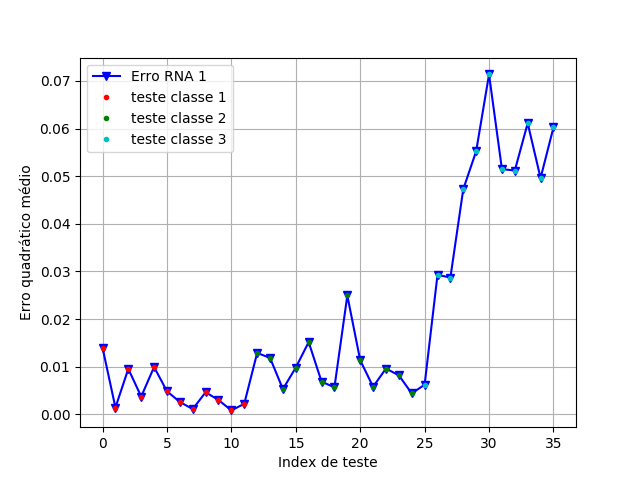 Erro RNA 1
teste classe 1
teste classe 2
teste classe 3
0.07
0.06
0.05
0.04
0.03
0.02
0.01
0.00
Erro quadrático médio
0 5 10 15 20 25 30 35
Index de teste